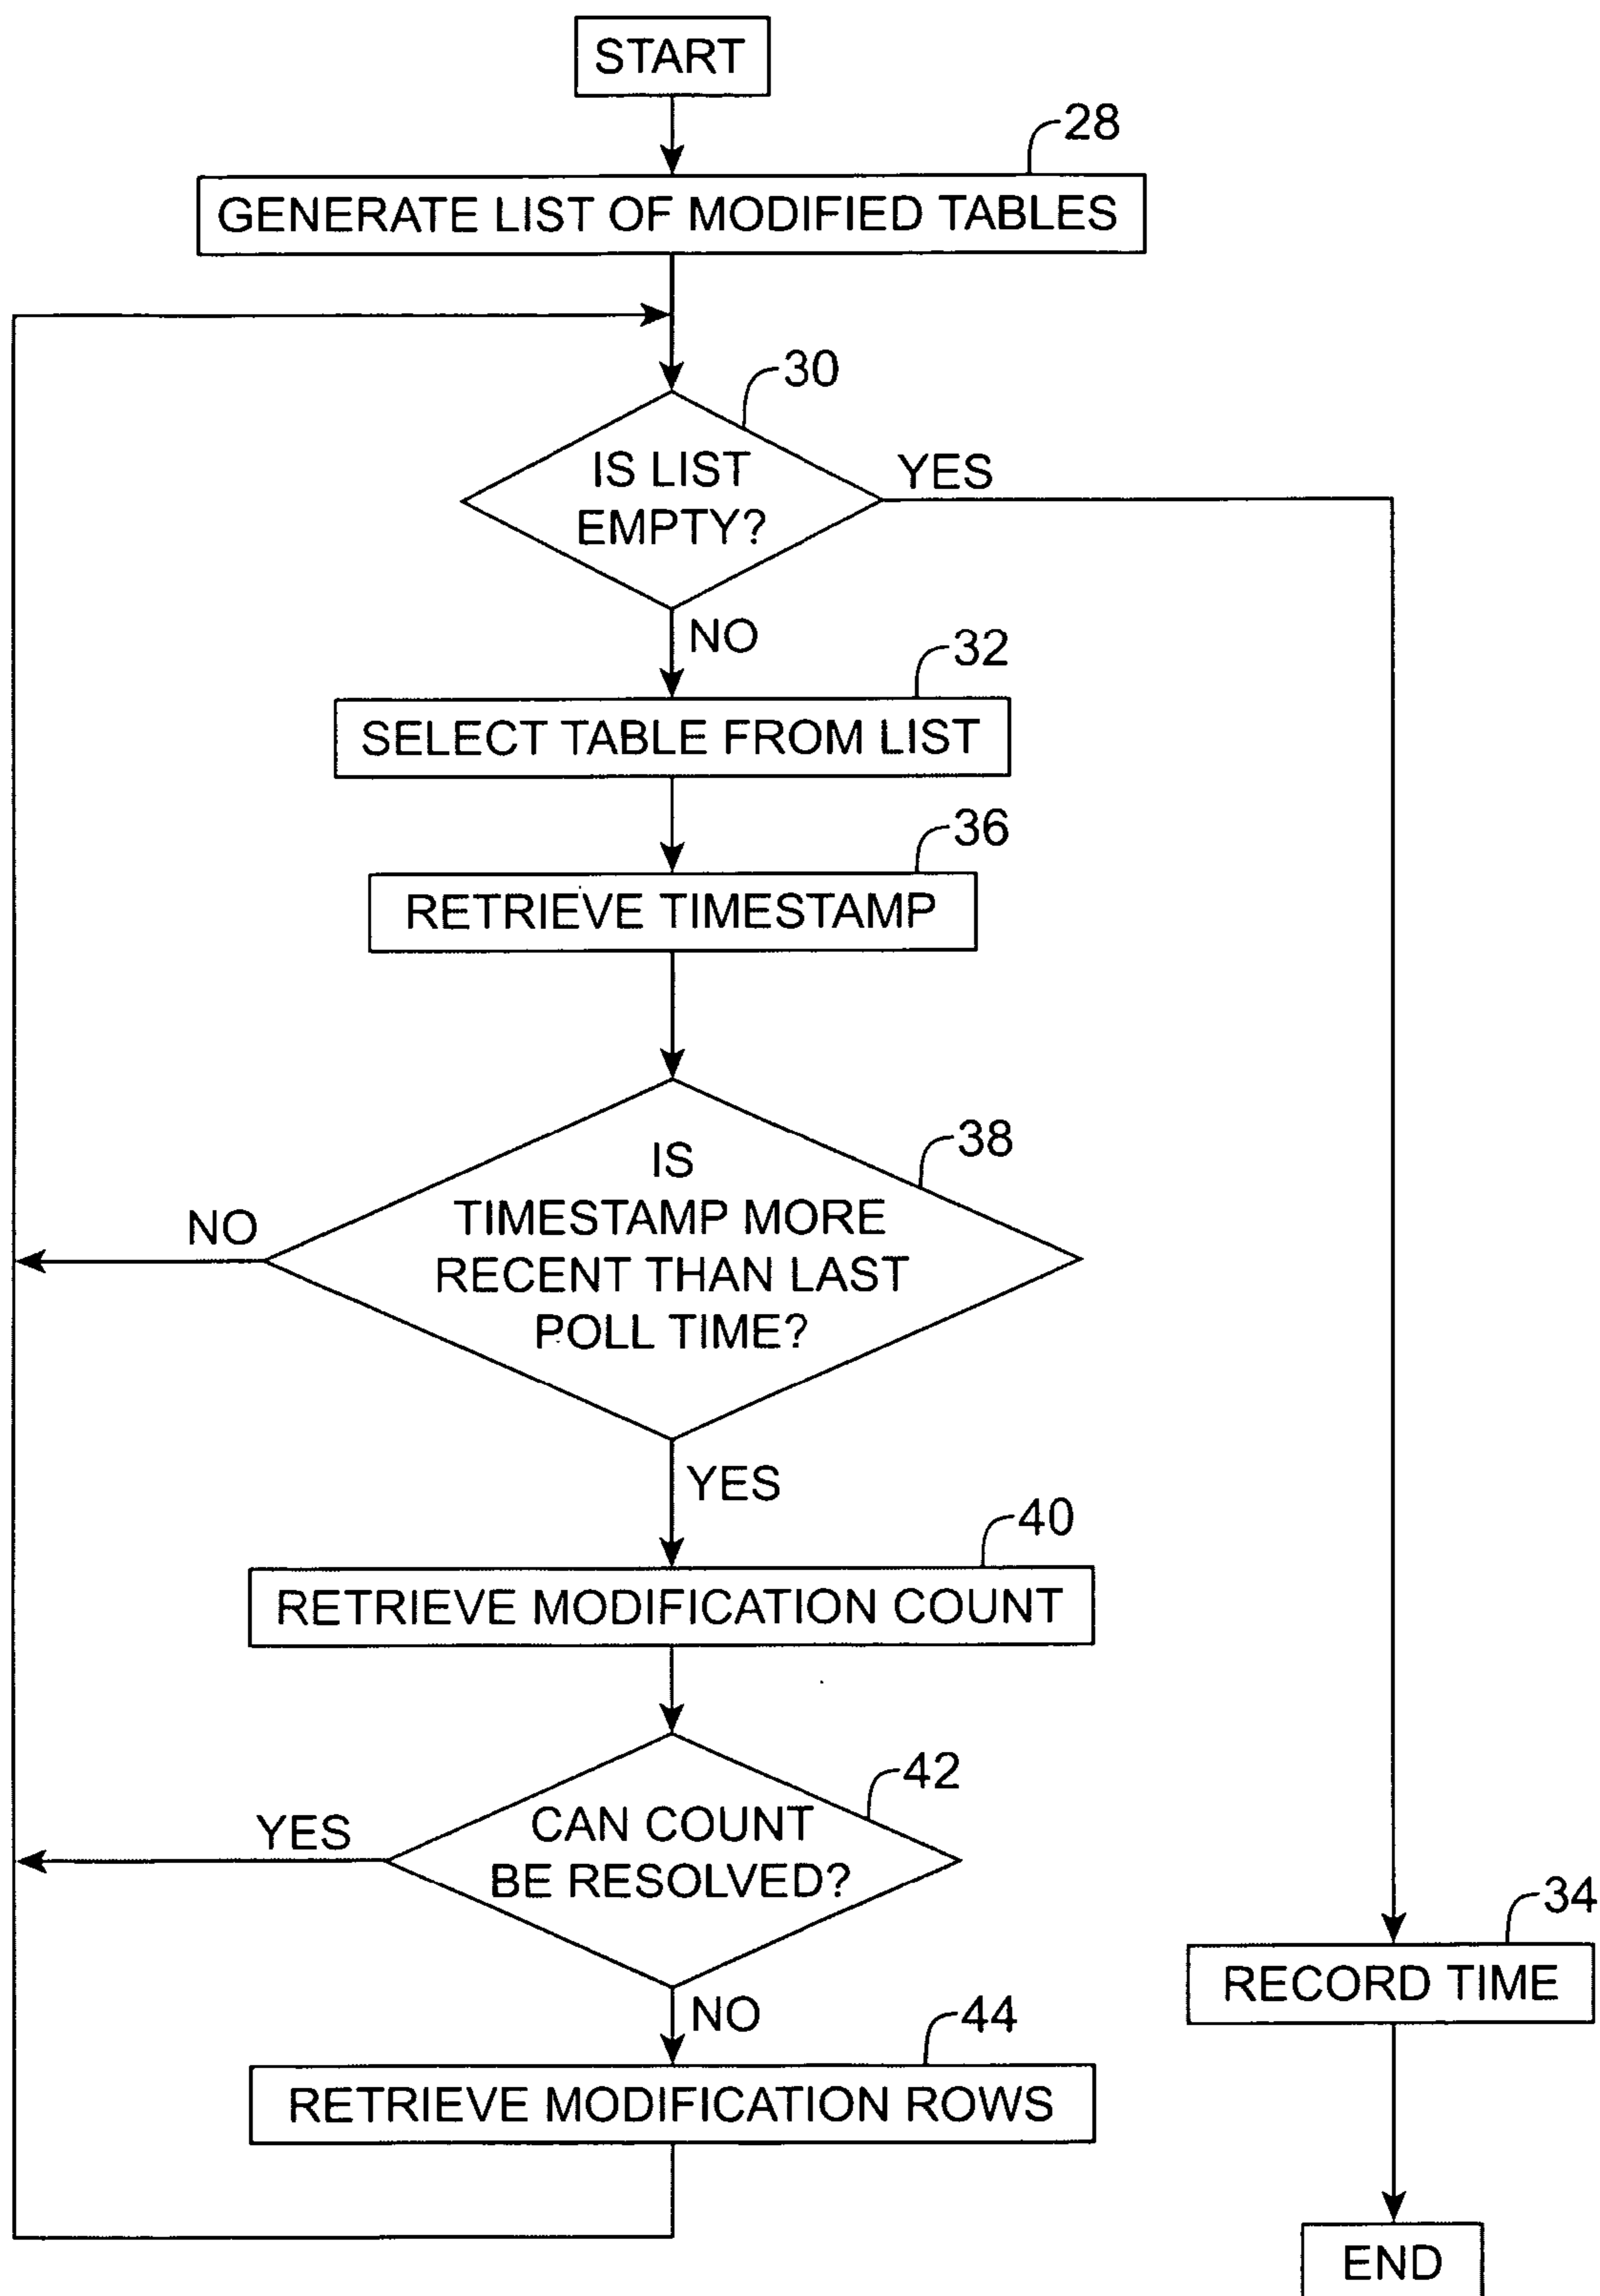 START
28
GENERATE LIST OF MODIFIED TABLES
30
IS LIST
EMPTY?
YES
NO
32
SELECT TABLE FROM LIST
36
RETRIEVE TIMESTAMP
38
IS
TIMESTAMP MORE
RECENT THAN LAST
POLL TIME?
NO
YES
40
RETRIEVE MODIFICATION COUNT
42
CAN COUNT
BE RESOLVED?
YES
NO
34
RECORD TIME
44
RETRIEVE MODIFICATION ROWS
END